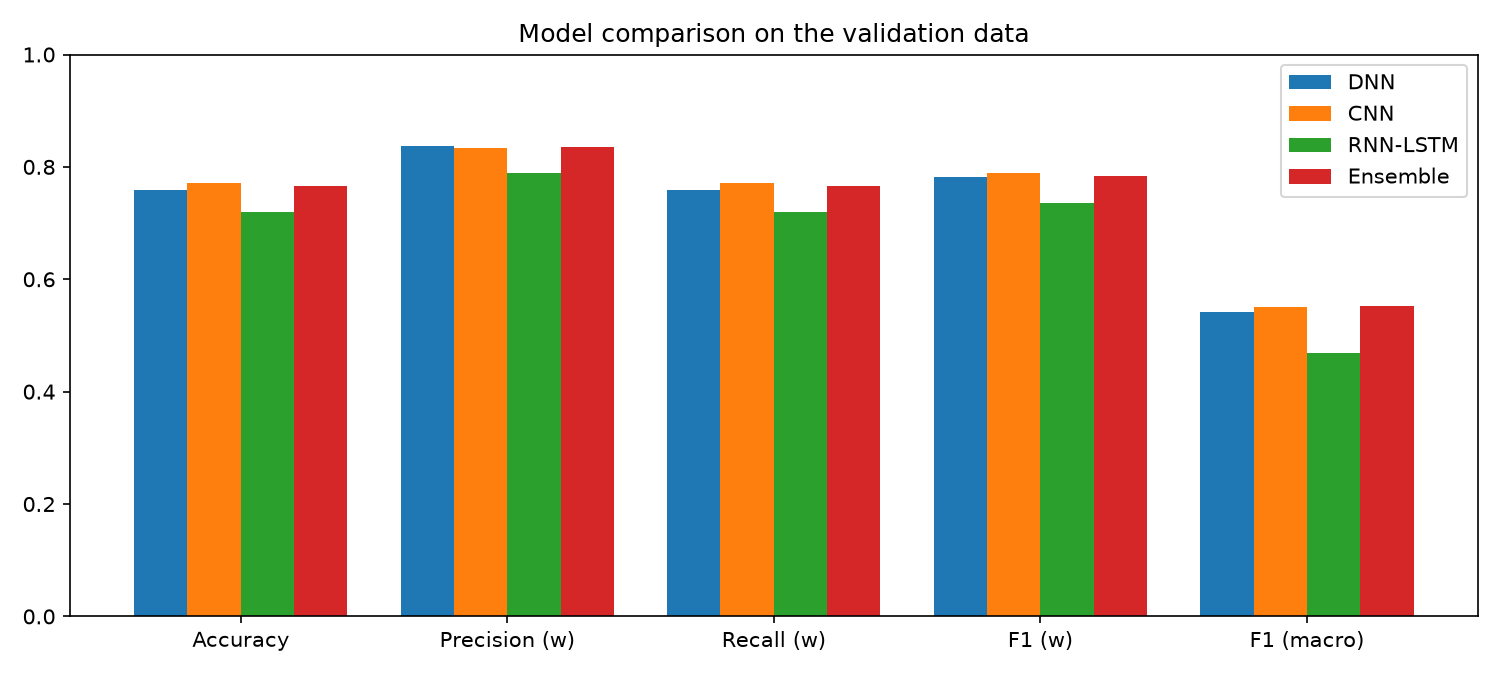 Model comparison on the validation data
1.0
0.8
0.6
0.4
0.2
0.0
DNN
CNN
RNN-LSTM
Ensemble
Accuracy
Precision (w)
Recall (w)
F1 (w)
F1 (macro)